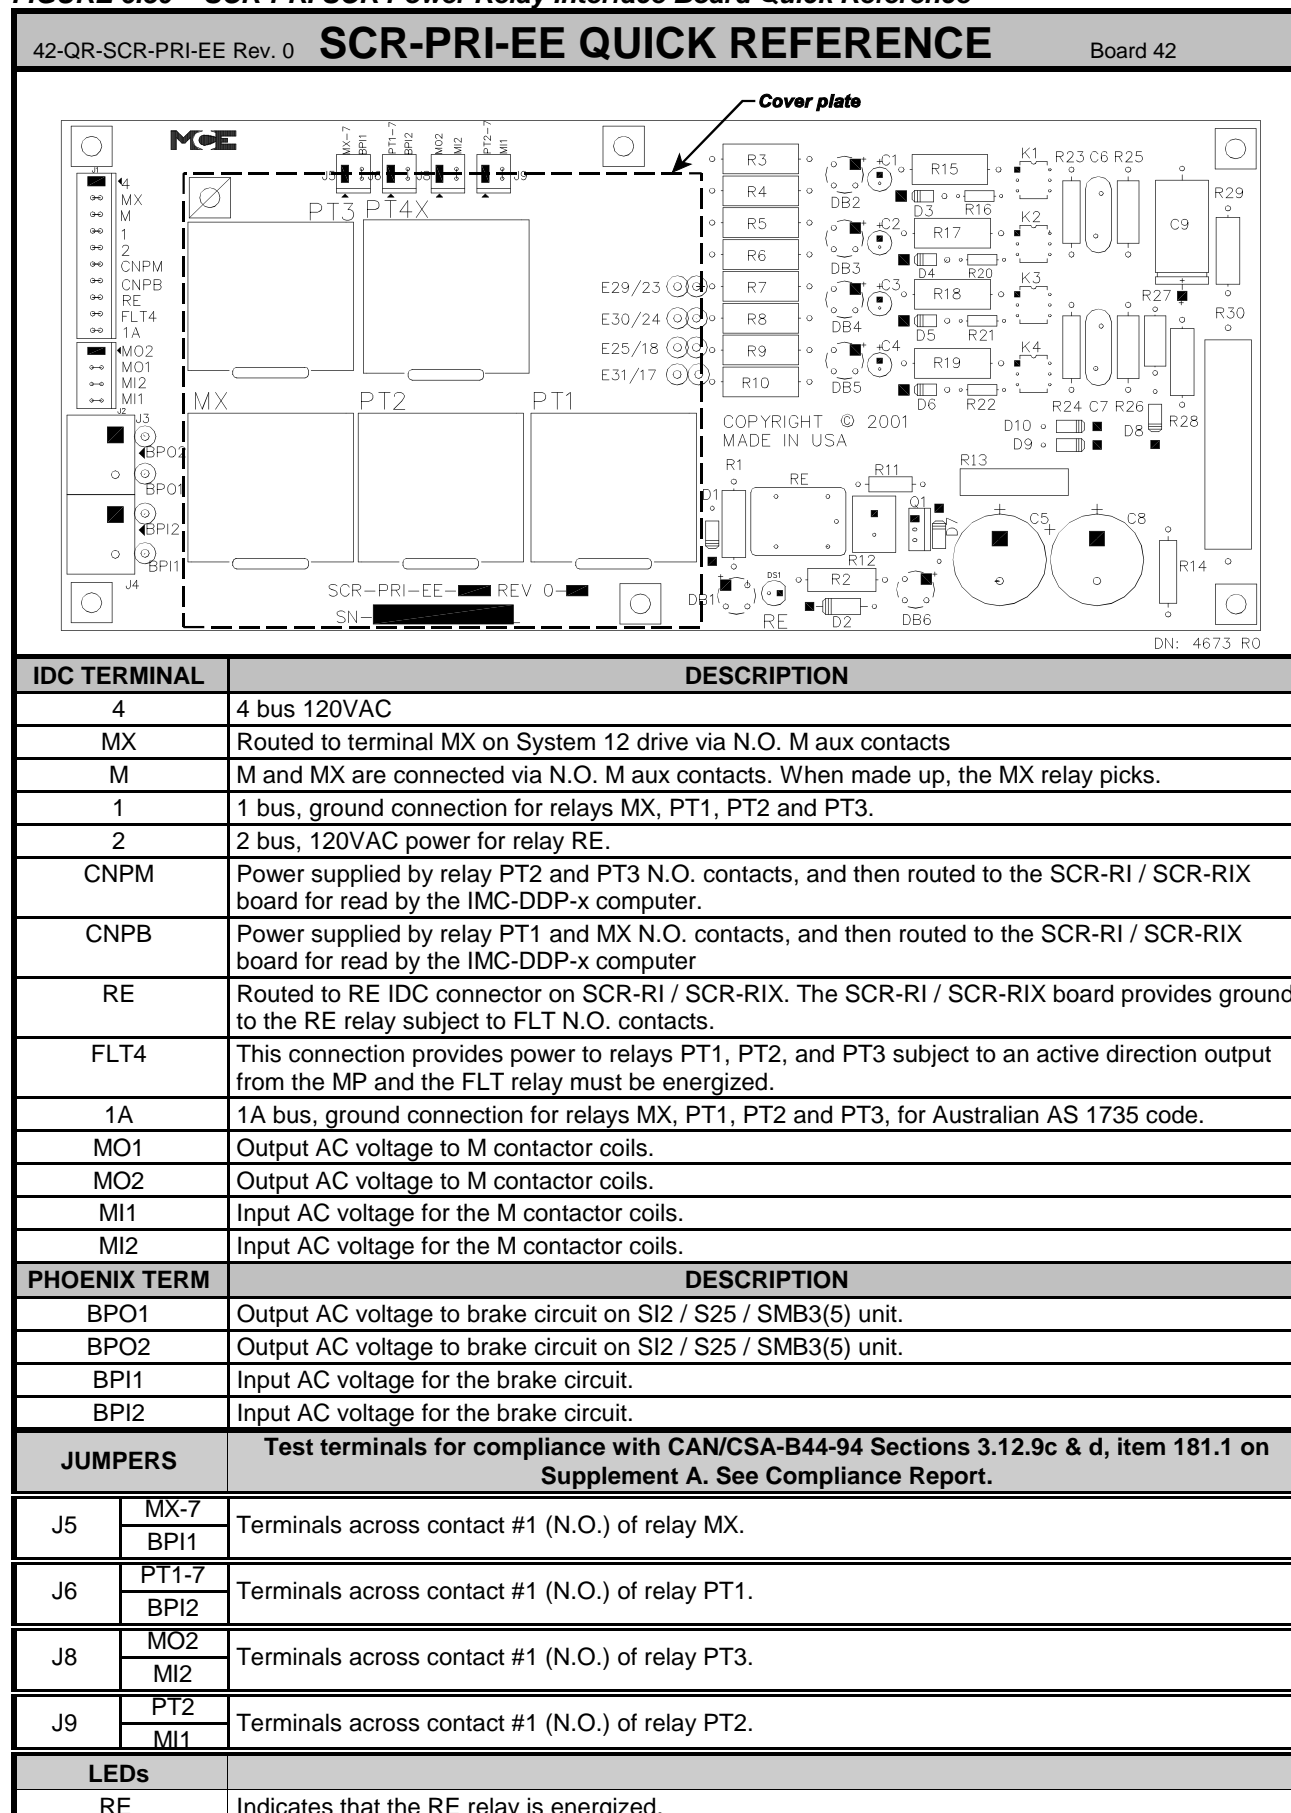 42-QR-SCR-PRI-EE Rev. 0 SCR-PRI-EE QUICK REFERENCE Board 42
Cover plate
MCE
MX-7
BPI1
PT1-7
BPI2
MO2
MI2
PT2-7
MI1
J5
J6
J8
J9
J1
4
MX
M
1
2
CNPM
CNPB
RE
FLT4
1A
MO2
MO1
MI2
MI1
J2
J3
BPO2
BPO1
BPI2
BPI1
J4
PT3
PT4X
MX
PT2
PT1
E29/23
E30/24
E25/18
E31/17
R3
R4
R5
R6
R7
R8
R9
R10
DB2
DB3
DB4
DB5
C1
C2
C3
C4
R15
D3
R16
R17
D4
R20
R18
D5
R21
R19
D6
R22
K1
K2
K3
K4
R23 C6 R25
C9
R29
R27
R30
R24 C7 R26
R28
D10
D9
D8
COPYRIGHT © 2001
MADE IN USA
R1
RE
R11
R13
D1
Q1
D7
C5
C8
R12
R14
DB1
DS1
RE
R2
D2
DB6
SCR-PRI-EE- REV 0-
SN-
DN: 4673 R0
IDC TERMINAL DESCRIPTION
4 4 bus 120VAC
MX Routed to terminal MX on System 12 drive via N.O. M aux contacts
M M and MX are connected via N.O. M aux contacts. When made up, the MX relay picks.
1 1 bus, ground connection for relays MX, PT1, PT2 and PT3.
2 2 bus, 120VAC power for relay RE.
CNPM Power supplied by relay PT2 and PT3 N.O. contacts, and then routed to the SCR-RI / SCR-RIX
board for read by the IMC-DDP-x computer.
CNPB Power supplied by relay PT1 and MX N.O. contacts, and then routed to the SCR-RI / SCR-RIX
board for read by the IMC-DDP-x computer
RE Routed to RE IDC connector on SCR-RI / SCR-RIX. The SCR-RI / SCR-RIX board provides ground
to the RE relay subject to FLT N.O. contacts.
FLT4 This connection provides power to relays PT1, PT2, and PT3 subject to an active direction output
from the MP and the FLT relay must be energized.
1A 1A bus, ground connection for relays MX, PT1, PT2 and PT3, for Australian AS 1735 code.
MO1 Output AC voltage to M contactor coils.
MO2 Output AC voltage to M contactor coils.
MI1 Input AC voltage for the M contactor coils.
MI2 Input AC voltage for the M contactor coils.
PHOENIX TERM DESCRIPTION
BPO1 Output AC voltage to brake circuit on SI2 / S25 / SMB3(5) unit.
BPO2 Output AC voltage to brake circuit on SI2 / S25 / SMB3(5) unit.
BPI1 Input AC voltage for the brake circuit.
BPI2 Input AC voltage for the brake circuit.
JUMPERS Test terminals for compliance with CAN/CSA-B44-94 Sections 3.12.9c & d, item 181.1 on
Supplement A. See Compliance Report.
J5 MX-7 BPI1 Terminals across contact #1 (N.O.) of relay MX.
J6 PT1-7 BPI2 Terminals across contact #1 (N.O.) of relay PT1.
J8 MO2 MI2 Terminals across contact #1 (N.O.) of relay PT3.
J9 PT2 MI1 Terminals across contact #1 (N.O.) of relay PT2.
LEDs
RE Indicates that the RE relay is energized.